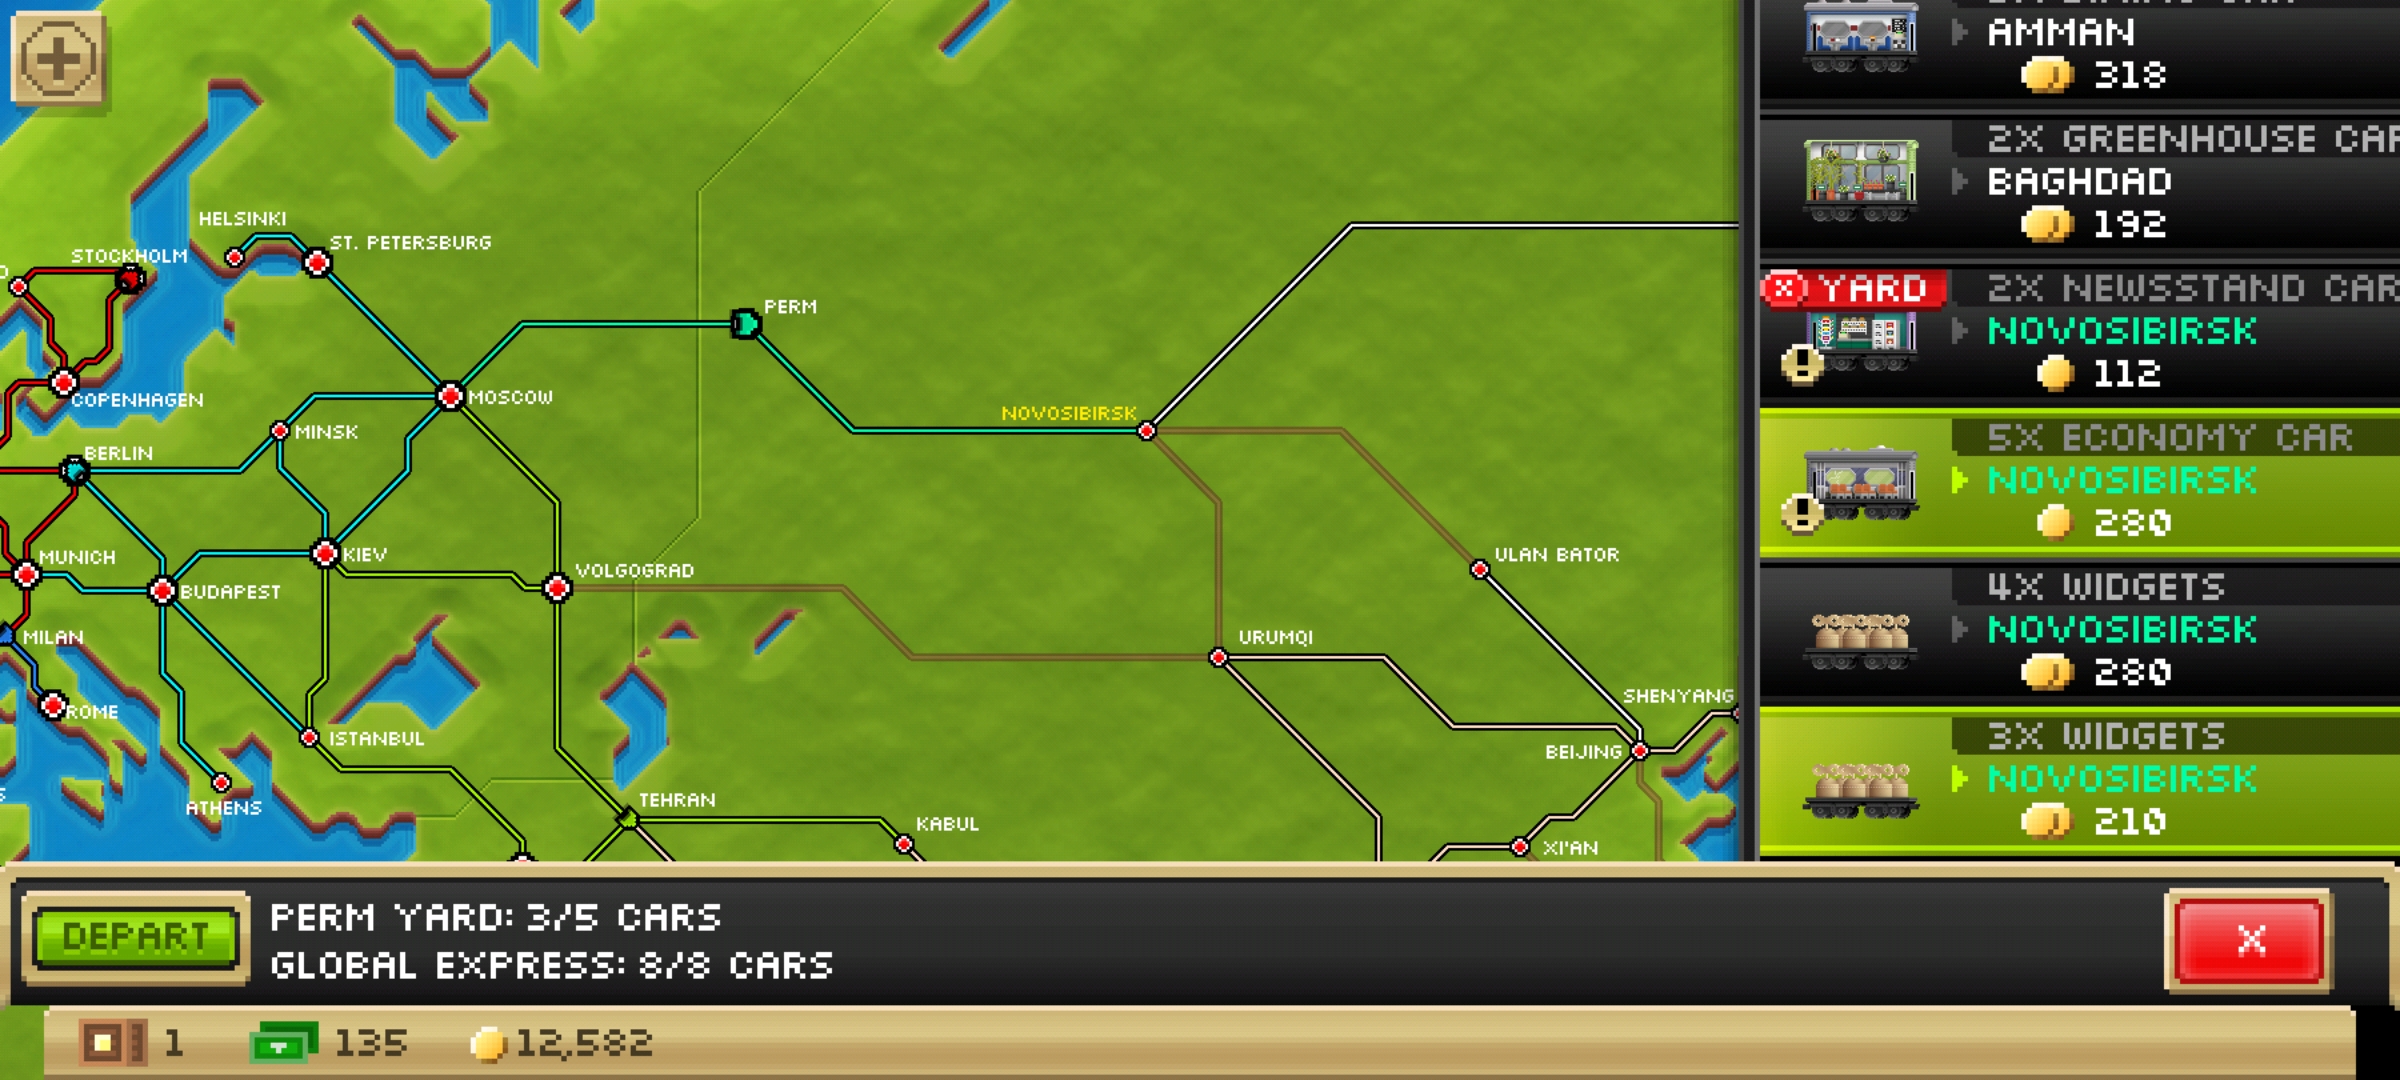 HELSINKI
ST. PETERSBURG
STOCKHOLM
PERM
COPENHAGEN
MOSCOW
NOVOSIBIRSK
MINSK
BERLIN
MUNICH
KIEV
VOLGOGRAD
ULAN BATOR
BUDAPEST
MILAN
URUMQI
ROME
SHENYANG
ISTANBUL
BEIJING
ATHENS
TEHRAN
KABUL
XI'AN
AMMAN
318
2X GREENHOUSE CAR
BAGHDAD
192
YARD
2X NEWSSTAND CAR
NOVOSIBIRSK
112
5X ECONOMY CAR
NOVOSIBIRSK
280
4X WIDGETS
NOVOSIBIRSK
280
3X WIDGETS
NOVOSIBIRSK
210
DEPART
PERM YARD: 3/5 CARS
GLOBAL EXPRESS: 8/8 CARS
X
1
135
12,582